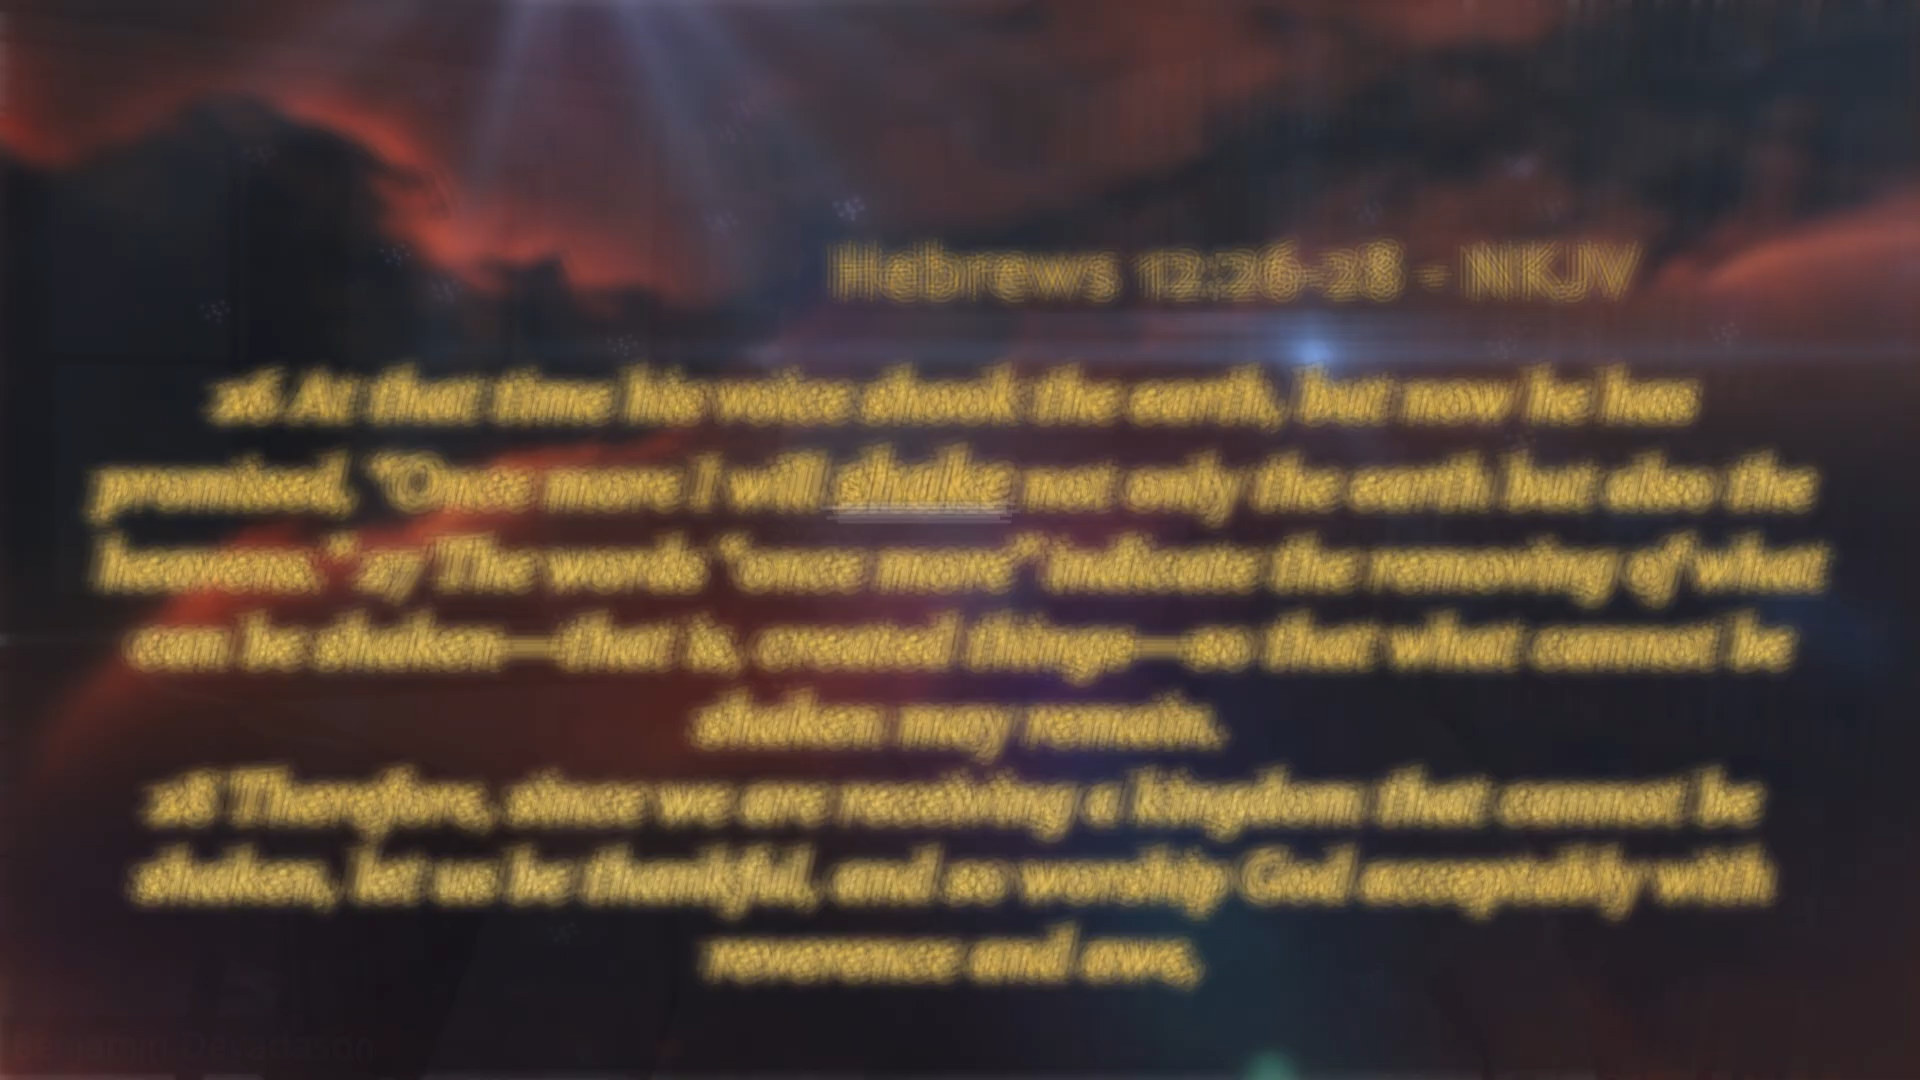 Hebrews 12:26-28 - NKJV
26 At that time his voice shook the earth, but now he has
promised, "Once more I will shake not only the earth but also the
heavens." 27 The words "once more" indicate the removing of what
can be shaken—that is, created things—so that what cannot be
shaken may remain.
28 Therefore, since we are receiving a kingdom that cannot be
shaken, let us be thankful, and so worship God acceptably with
reverence and awe,
Benjamin Devadason